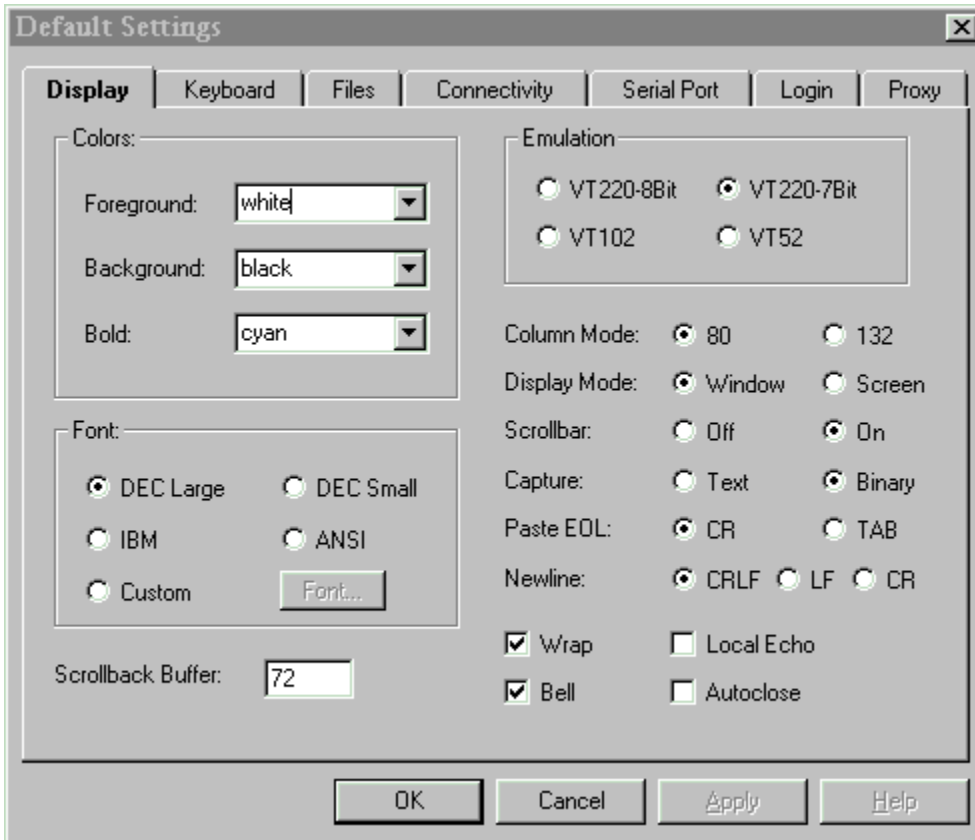 Default Settings
Display Keyboard Files Connectivity Serial Port Login Proxy
Colors:
Foreground: white
Background: black
Bold: cyan
Font:
DEC Large DEC Small
IBM ANSI
Custom Font...
Scrollback Buffer: 72
Emulation
VT220-8Bit VT220-7Bit
VT102 VT52
Column Mode: 80 132
Display Mode: Window Screen
Scrollbar: Off On
Capture: Text Binary
Paste EOL: CR TAB
Newline: CRLF LF CR
Wrap Local Echo
Bell Autoclose
OK Cancel Apply Help